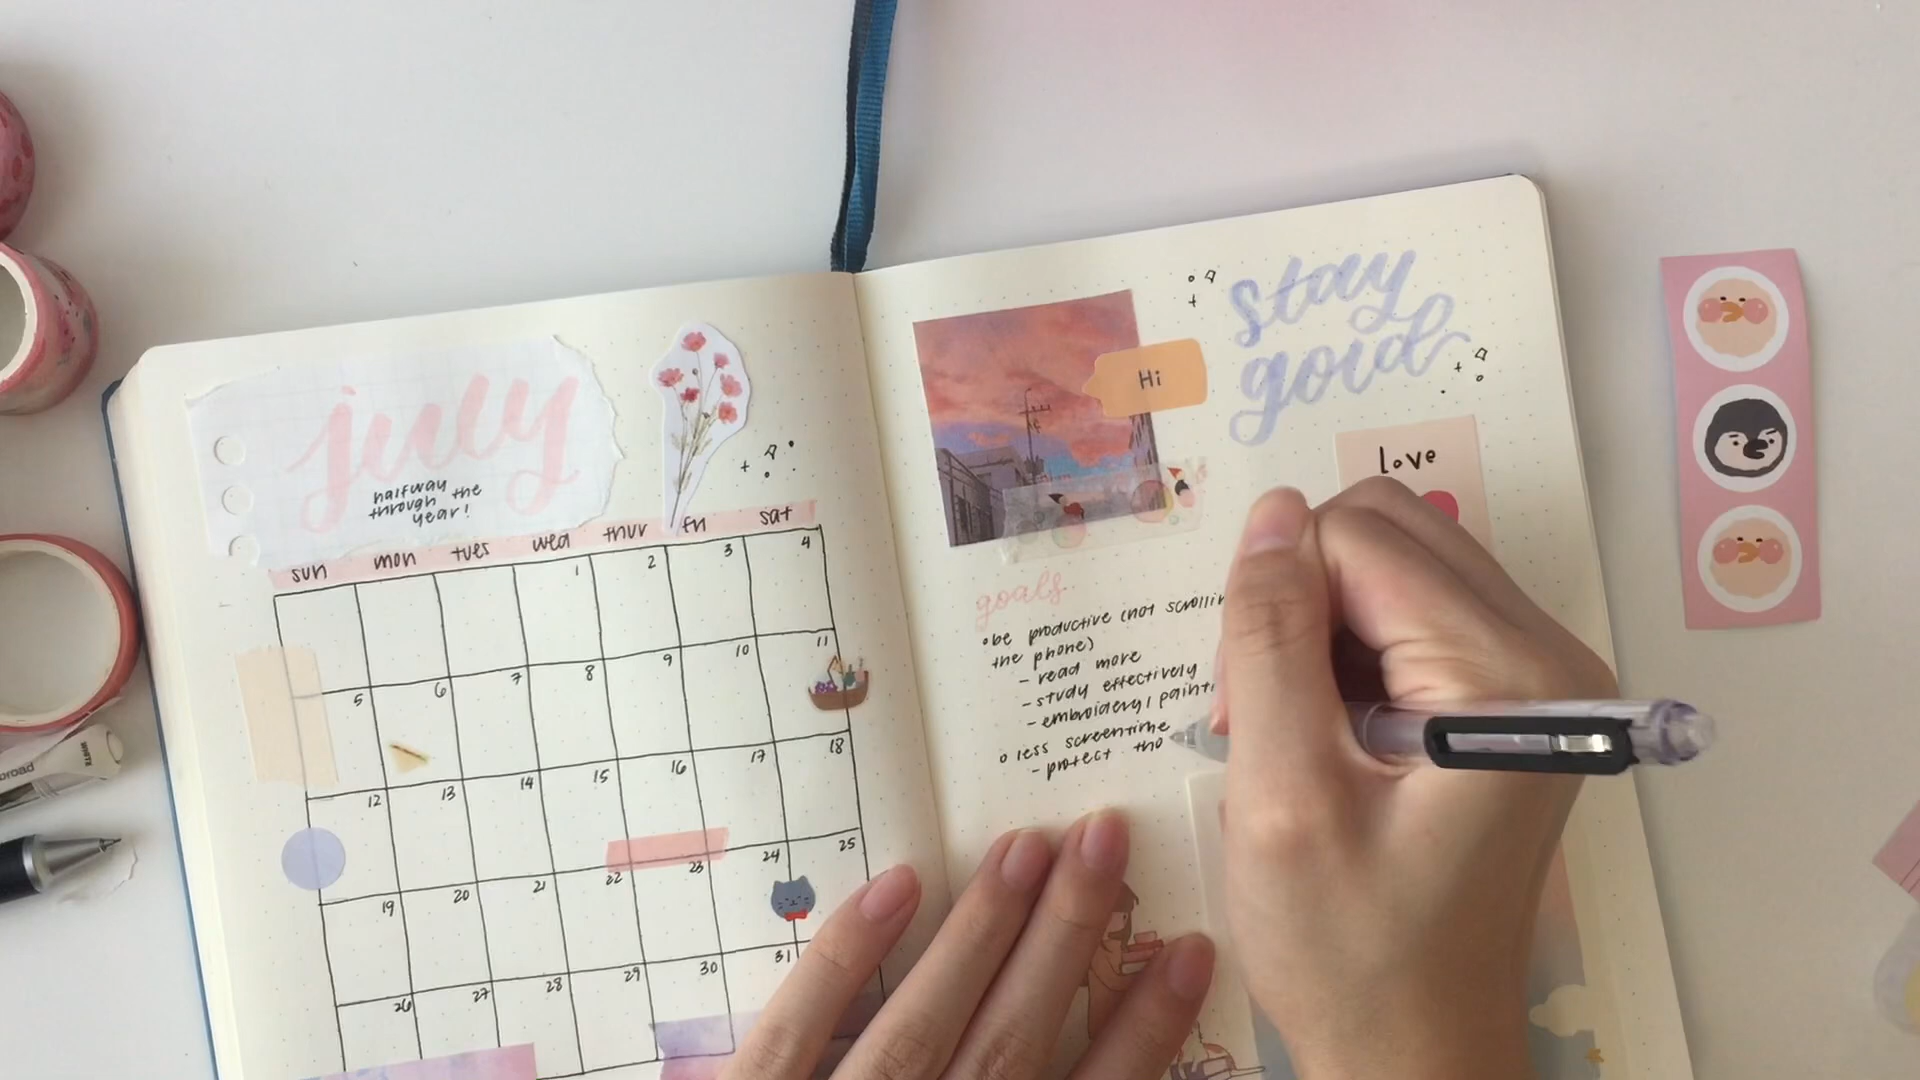 july
halfway
through the
year!
sun mon tues wed thur fri sat
1 2 3 4
5 6 7 8 9 10 11
12 13 14 15 16 17 18
19 20 21 22 23 24 25
26 27 28 29 30 31
stay
gold
Hi
love
goals
be productive (not
the phone)
- read more
- study effectively
- embroidery/
less screentime
- protect tho
WHITE